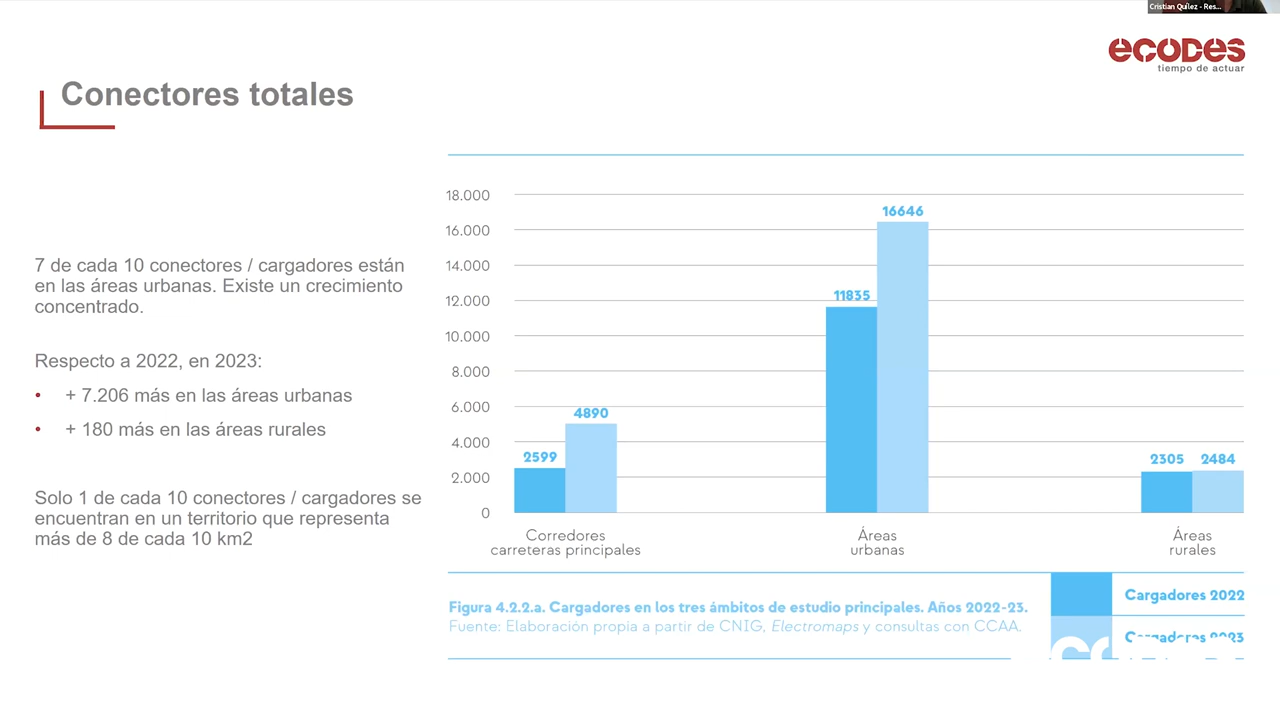 Cristian Quílez - Res...
ecodes
tiempo de actuar
Conectores totales
7 de cada 10 conectores / cargadores están
en las áreas urbanas. Existe un crecimiento
concentrado.
Respecto a 2022, en 2023:
• + 7.206 más en las áreas urbanas
• + 180 más en las áreas rurales
Solo 1 de cada 10 conectores / cargadores se
encuentran en un territorio que representa
más de 8 de cada 10 km2
18.000
16.000
14.000
12.000
10.000
8.000
6.000
4.000
2.000
0
2599
4890
11835
16646
2305
2484
Corredores
carreteras principales
Áreas
urbanas
Áreas
rurales
Figura 4.2.2.a. Cargadores en los tres ámbitos de estudio principales. Años 2022-23.
Fuente: Elaboración propia a partir de CNIG, Electromaps y consultas con CCAA.
Cargadores 2022
Cargadores 2023